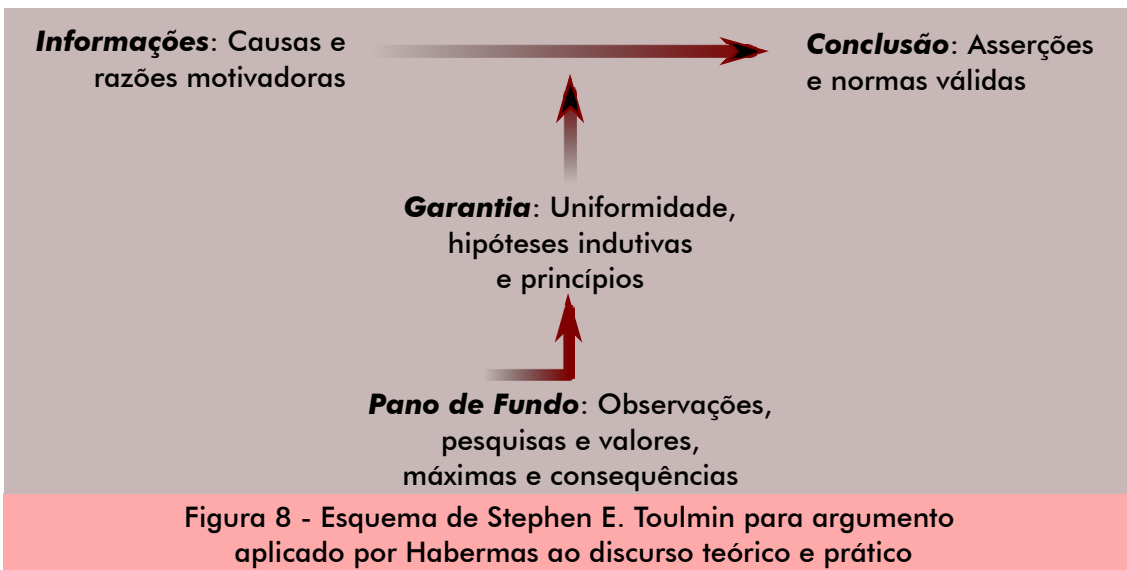 Informações: Causas e
razões motivadoras
Conclusão: Asserções
e normas válidas
Garantia: Uniformidade,
hipóteses indutivas
e princípios
Pano de Fundo: Observações,
pesquisas e valores,
máximas e consequências
Figura 8 - Esquema de Stephen E. Toulmin para argumento
aplicado por Habermas ao discurso teórico e prático